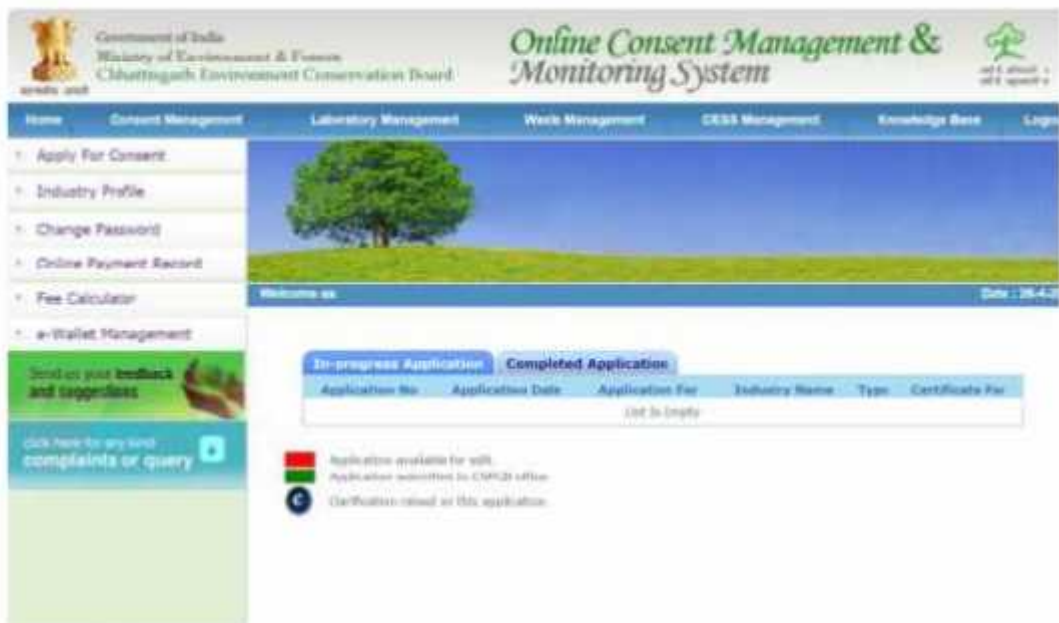 Government of India
Ministry of Environment & Forests
Chhattisgarh Environment Conservation Board
Online Consent Management &
Monitoring System
Home Consent Management Laboratory Management Waste Management CESS Management Knowledge Base
Apply For Consent
Industry Profile
Change Password
Online Payment Record
Fee Calculator
e-Wallet Management
Welcome as
Date :
Send us your feedback
and suggestions
click here for any kind
complaints or query
In-progress Application Completed Application
Application No Application Date Application For Industry Name Type Certificate For
List is Empty
Application available for edit.
Application submitted to office
C Clarification raised on this application.